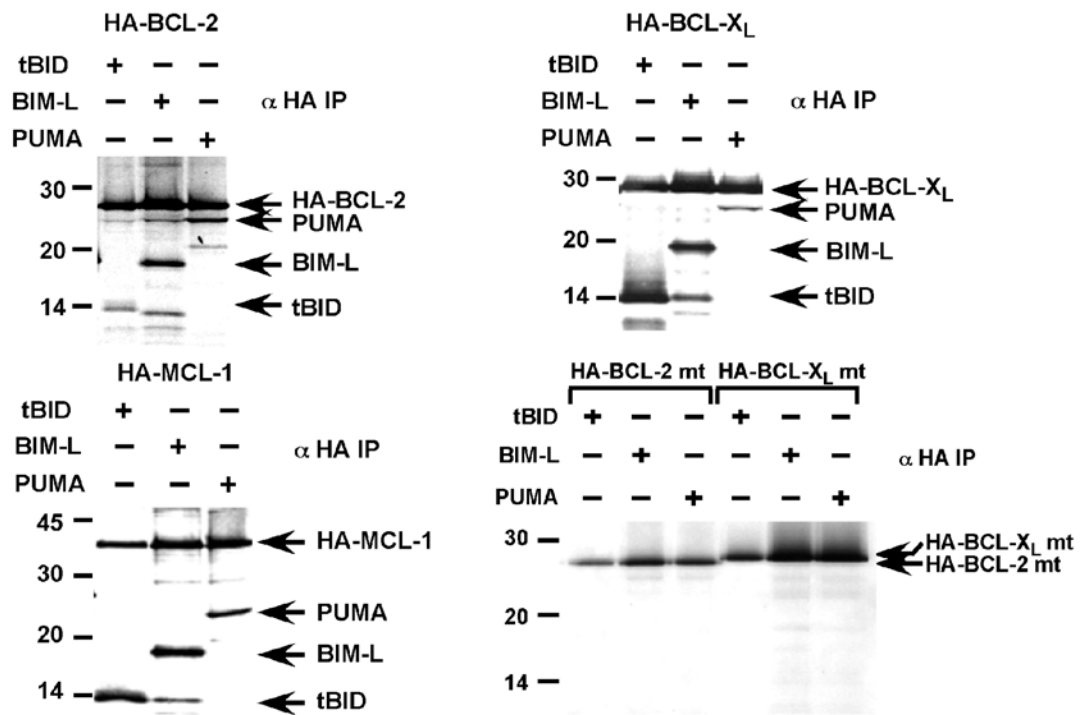 HA-BCL-2
tBID + – –
BIM-L – + – α HA IP
PUMA – – +
30
HA-BCL-2
PUMA
20
BIM-L
14
tBID
HA-BCL-XL
tBID + – –
BIM-L – + – α HA IP
PUMA – – +
30
HA-BCL-XL
PUMA
20
BIM-L
14
tBID
HA-MCL-1
tBID + – –
BIM-L – + – α HA IP
PUMA – – +
45
HA-MCL-1
30
PUMA
20
BIM-L
14
tBID
HA-BCL-2 mt HA-BCL-XL mt
tBID + – – + – –
BIM-L – + – – + – α HA IP
PUMA – – + – – +
30
HA-BCL-XL mt
HA-BCL-2 mt
20
14